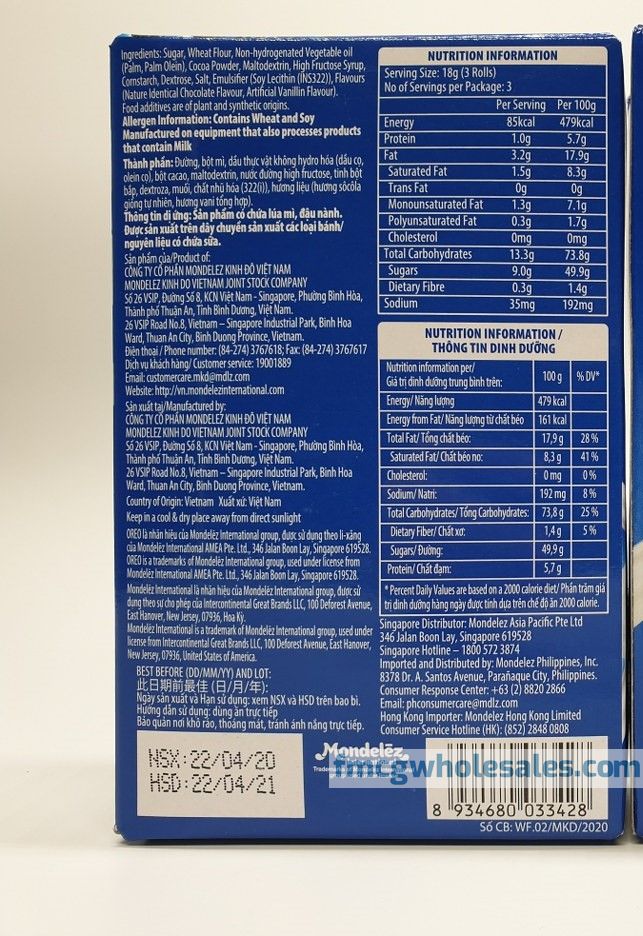 Ingredients: Sugar, Wheat Flour, Non-hydrogenated Vegetable oil
(Palm, Palm Olein), Cocoa Powder, Maltodextrin, High Fructose Syrup,
Cornstarch, Dextrose, Salt, Emulsifier (Soy Lecithin (INS322)), Flavours
(Nature Identical Chocolate Flavour, Artificial Vanillin Flavour).
Food additives are of plant and synthetic origins.
Allergen Information: Contains Wheat and Soy
Manufactured on equipment that also processes products
that contain Milk
Thành phần: Đường, bột mì, dầu thực vật không hydro hóa (dầu cọ,
olein cọ), bột cacao, maltodextrin, nước đường high fructose, tinh bột
bắp, dextroza, muối, chất nhũ hóa (322(i)), hương liệu (hương sôcôla
giống tự nhiên, hương vani tổng hợp).
Thông tin dị ứng: Sản phẩm có chứa lúa mì, đậu nành.
Được sản xuất trên dây chuyền sản xuất các loại bánh/
nguyên liệu có chứa sữa.
Sản phẩm của/Product of:
CÔNG TY CỔ PHẦN MONDELEZ KINH ĐÔ VIỆT NAM
MONDELEZ KINH DO VIETNAM JOINT STOCK COMPANY
Số 26 VSIP, Đường Số 8, KCN Việt Nam - Singapore, Phường Bình Hòa,
Thành phố Thuận An, Tỉnh Bình Dương, Việt Nam.
26 VSIP Road No.8, Vietnam – Singapore Industrial Park, Binh Hoa
Ward, Thuan An City, Binh Duong Province, Vietnam.
Điện thoại / Phone number: (84-274) 3767618; Fax: (84-274) 3767617
Dịch vụ khách hàng/ Customer service: 19001889
Email: customercare.mkd@mdlz.com
Website: http://vn.mondelezinternational.com
Sản xuất tại/Manufactured by:
CÔNG TY CỔ PHẦN MONDELEZ KINH ĐÔ VIỆT NAM
MONDELEZ KINH DO VIETNAM JOINT STOCK COMPANY
Số 26 VSIP, Đường Số 8, KCN Việt Nam - Singapore, Phường Bình Hòa,
Thành phố Thuận An, Tỉnh Bình Dương, Việt Nam.
26 VSIP Road No.8, Vietnam – Singapore Industrial Park, Binh Hoa
Ward, Thuan An City, Binh Duong Province, Vietnam.
Country of Origin: Vietnam Xuất xứ: Việt Nam
Keep in a cool & dry place away from direct sunlight
OREO là nhãn hiệu của Mondelēz International group, được sử dụng theo li-xăng
của Mondelez International AMEA Pte. Ltd., 346 Jalan Boon Lay, Singapore 619528.
OREO is a trademarks of Mondelēz International group, used under license from
Mondelez International AMEA Pte. Ltd., 346 Jalan Boon Lay, Singapore 619528.
Mondelez International là nhãn hiệu của Mondelēz International group, được sử
dụng theo sự cho phép của Intercontinental Great Brands LLC, 100 Deforest Avenue,
East Hanover, New Jersey, 07936, Hoa Kỳ.
Mondelez International is a trademark of Mondelēz International group, used under
license from Intercontinental Great Brands LLC, 100 Deforest Avenue, East Hanover,
New Jersey, 07936, United States of America.
BEST BEFORE (DD/MM/YY) AND LOT:
此日期前最佳 (日/月/年):
Ngày sản xuất và Hạn sử dụng: xem NSX và HSD trên bao bì.
Hướng dẫn sử dụng: dùng ăn trực tiếp
Bảo quản nơi khô ráo, thoáng mát, tránh ánh nắng trực tiếp.
NSX:22/04/20
HSD:22/04/21
NUTRITION INFORMATION
Serving Size: 18g (3 Rolls)
No of Servings per Package: 3
Per Serving Per 100g
Energy 85kcal 479kcal
Protein 1.0g 5.7g
Fat 3.2g 17.9g
Saturated Fat 1.5g 8.3g
Trans Fat 0g 0g
Monounsaturated Fat 1.3g 7.1g
Polyunsaturated Fat 0.3g 1.7g
Cholesterol 0mg 0mg
Total Carbohydrates 13.3g 73.8g
Sugars 9.0g 49.9g
Dietary Fibre 0.3g 1.4g
Sodium 35mg 192mg
NUTRITION INFORMATION /
THÔNG TIN DINH DƯỠNG
Nutrition information per/
Giá trị dinh dưỡng trung bình trên: 100 g % DV*
Energy/ Năng lượng 479 kcal
Energy from Fat/ Năng lượng từ chất béo 161 kcal
Total Fat/ Tổng chất béo: 17,9 g 28 %
Saturated Fat/ Chất béo no: 8,3 g 41 %
Cholesterol: 0 mg 0 %
Sodium/ Natri: 192 mg 8 %
Total Carbohydrates/ Tổng Carbohydrates: 73,8 g 25 %
Dietary Fiber/ Chất xơ: 1,4 g 5 %
Sugars/ Đường: 49,9 g
Protein/ Chất đạm: 5,7 g
* Percent Daily Values are based on a 2000 calorie diet/ Phần trăm giá
trị dinh dưỡng hàng ngày được tính dựa trên chế độ ăn 2000 calorie.
Singapore Distributor: Mondelez Asia Pacific Pte Ltd
346 Jalan Boon Lay, Singapore 619528
Singapore Hotline – 1800 572 3874
Imported and Distributed by: Mondelez Philippines, Inc.
8378 Dr. A. Santos Avenue, Parañaque City, Philippines.
Consumer Response Center: +63 (2) 8820 2866
Email: phconsumercare@mdlz.com
Hong Kong Importer: Mondelez Hong Kong Limited
Consumer Service Hotline (HK): (852) 2848 0808
Mondelēz
fmcgwholesales.com
8 934680 033428
Số CB: WF.02/MKD/2020